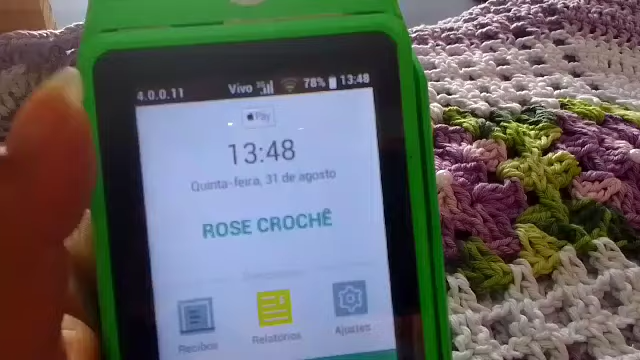 4.0.0.11 Vivo 78% 13:48
Pay
13:48
Quinta-feira, 31 de agosto
ROSE CROCHÊ
Recibos Relatórios Ajustes